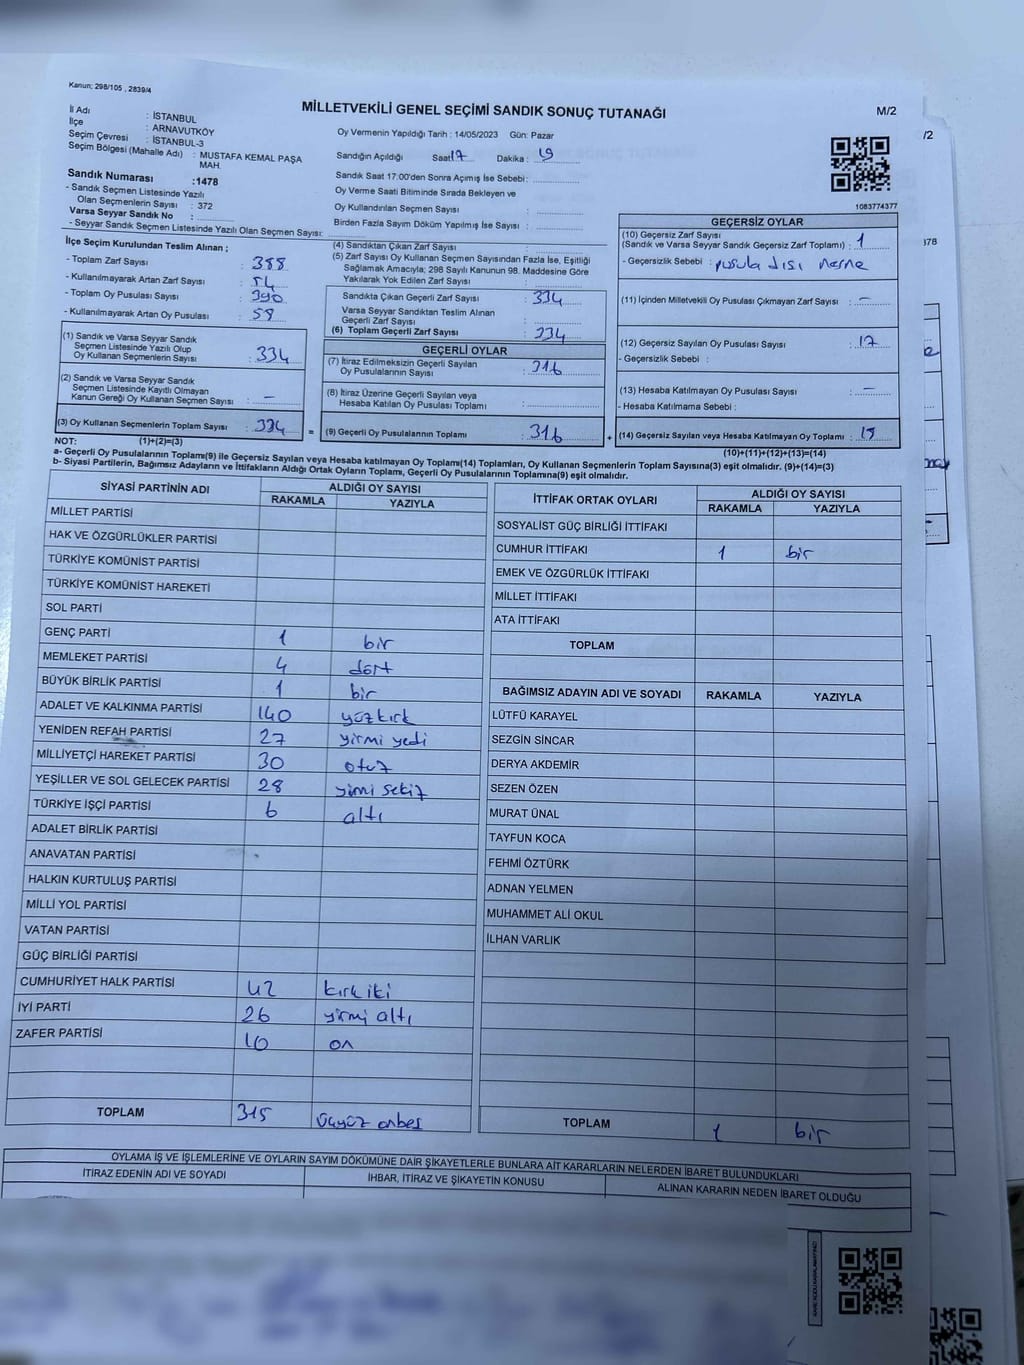 Kanun; 298/105 , 2839/4
MİLLETVEKİLİ GENEL SEÇİMİ SANDIK SONUÇ TUTANAĞI
M/2
İl Adı : İSTANBUL
İlçe : ARNAVUTKÖY
Seçim Çevresi : İSTANBUL-3
Seçim Bölgesi (Mahalle Adı) : MUSTAFA KEMAL PAŞA
MAH.
Sandık Numarası :1478
- Sandık Seçmen Listesinde Yazılı
Olan Seçmenlerin Sayısı : 372
Varsa Seyyar Sandık No :
- Seyyar Sandık Seçmen Listesinde Yazılı Olan Seçmen Sayısı:
Oy Vermenin Yapıldığı Tarih : 14/05/2023 Gün: Pazar
Sandığın Açıldığı Saat 17 Dakika : 19
Sandık Saat 17:00'den Sonra Açımış İse Sebebi:
Oy Verme Saati Bitiminde Sırada Bekleyen ve
Oy Kullandırılan Seçmen Sayısı :
Birden Fazla Sayım Döküm Yapılmış İse Sayısı :
1083774377
İlçe Seçim Kurulundan Teslim Alınan ;
- Toplam Zarf Sayısı : 388
- Kullanılmayarak Artan Zarf Sayısı : 54
- Toplam Oy Pusulası Sayısı : 390
- Kullanılmayarak Artan Oy Pusulası : 58
(1) Sandık ve Varsa Seyyar Sandık
Seçmen Listesinde Yazılı Olup
Oy Kullanan Seçmenlerin Sayısı : 334
(2) Sandık ve Varsa Seyyar Sandık
Seçmen Listesinde Kayıtlı Olmayan
Kanun Gereği Oy Kullanan Seçmen Sayısı : -
(3) Oy Kullanan Seçmenlerin Toplam Sayısı : 334
(4) Sandıktan Çıkan Zarf Sayısı :
(5) Zarf Sayısı Oy Kullanan Seçmen Sayısından Fazla İse, Eşitliği
Sağlamak Amacıyla; 298 Sayılı Kanunun 98. Maddesine Göre
Yakılarak Yok Edilen Zarf Sayısı :
Sandıkta Çıkan Geçerli Zarf Sayısı : 334
Varsa Seyyar Sandıktan Teslim Alınan
Geçerli Zarf Sayısı :
(6) Toplam Geçerli Zarf Sayısı : 334
GEÇERLİ OYLAR
(7) İtiraz Edilmeksizin Geçerli Sayılan
Oy Pusulalarının Sayısı : 316
(8) İtiraz Üzerine Geçerli Sayılan veya
Hesaba Katılan Oy Pusulası Toplamı :
= (9) Geçerli Oy Pusulalarının Toplamı : 316
GEÇERSİZ OYLAR
(10) Geçersiz Zarf Sayısı
(Sandık ve Varsa Seyyar Sandık Geçersiz Zarf Toplamı) : 1
- Geçersizlik Sebebi : pusula dışı nesne
(11) İçinden Milletvekili Oy Pusulası Çıkmayan Zarf Sayısı : -
(12) Geçersiz Sayılan Oy Pusulası Sayısı : 17
- Geçersizlik Sebebi :
(13) Hesaba Katılmayan Oy Pusulası Sayısı : -
- Hesaba Katılmama Sebebi :
+ (14) Geçersiz Sayılan veya Hesaba Katılmayan Oy Toplamı :
NOT: (1)+(2)=(3)
(10)+(11)+(12)+(13)=(14)
a- Geçerli Oy Pusulalarının Toplamı(9) ile Geçersiz Sayılan veya Hesaba katılmayan Oy Toplamı(14) Toplamları, Oy Kullanan Seçmenlerin Toplam Sayısına(3) eşit olmalıdır. (9)+(14)=(3)
b- Siyasi Partilerin, Bağımsız Adayların ve İttifakların Aldığı Ortak Oyların Toplamı, Geçerli Oy Pusulalarının Toplamına(9) eşit olmalıdır.
SİYASİ PARTİNİN ADI ALDIĞI OY SAYISI
RAKAMLA YAZIYLA
MİLLET PARTİSİ
HAK VE ÖZGÜRLÜKLER PARTİSİ
TÜRKİYE KOMÜNİST PARTİSİ
TÜRKİYE KOMÜNİST HAREKETİ
SOL PARTİ
GENÇ PARTİ 1 bir
MEMLEKET PARTİSİ 4 dört
BÜYÜK BİRLİK PARTİSİ 1 bir
ADALET VE KALKINMA PARTİSİ 140 yüzkırk
YENİDEN REFAH PARTİSİ 27 yirmi yedi
MİLLİYETÇİ HAREKET PARTİSİ 30 otuz
YEŞİLLER VE SOL GELECEK PARTİSİ 28 yirmi sekiz
TÜRKİYE İŞÇİ PARTİSİ 6 altı
ADALET BİRLİK PARTİSİ
ANAVATAN PARTİSİ
HALKIN KURTULUŞ PARTİSİ
MİLLİ YOL PARTİSİ
VATAN PARTİSİ
GÜÇ BİRLİĞİ PARTİSİ
CUMHURİYET HALK PARTİSİ 42 kırk iki
İYİ PARTİ 26 yirmi altı
ZAFER PARTİSİ 10 on
TOPLAM 315 üçyüz onbeş
İTTİFAK ORTAK OYLARI ALDIĞI OY SAYISI
RAKAMLA YAZIYLA
SOSYALİST GÜÇ BİRLİĞİ İTTİFAKI
CUMHUR İTTİFAKI 1 bir
EMEK VE ÖZGÜRLÜK İTTİFAKI
MİLLET İTTİFAKI
ATA İTTİFAKI
TOPLAM
BAĞIMSIZ ADAYIN ADI VE SOYADI RAKAMLA YAZIYLA
LÜTFÜ KARAYEL
SEZGİN SİNCAR
DERYA AKDEMİR
SEZEN ÖZEN
MURAT ÜNAL
TAYFUN KOCA
FEHMİ ÖZTÜRK
ADNAN YELMEN
MUHAMMET ALİ OKUL
İLHAN VARLIK
TOPLAM 1 bir
OYLAMA İŞ VE İŞLEMLERİNE VE OYLARIN SAYIM DÖKÜMÜNE DAİR ŞİKAYETLERLE BUNLARA AİT KARARLARIN NELERDEN İBARET BULUNDUKLARI
İTİRAZ EDENİN ADI VE SOYADI İHBAR, İTİRAZ VE ŞİKAYETİN KONUSU ALINAN KARARIN NEDEN İBARET OLDUĞU
/2
378